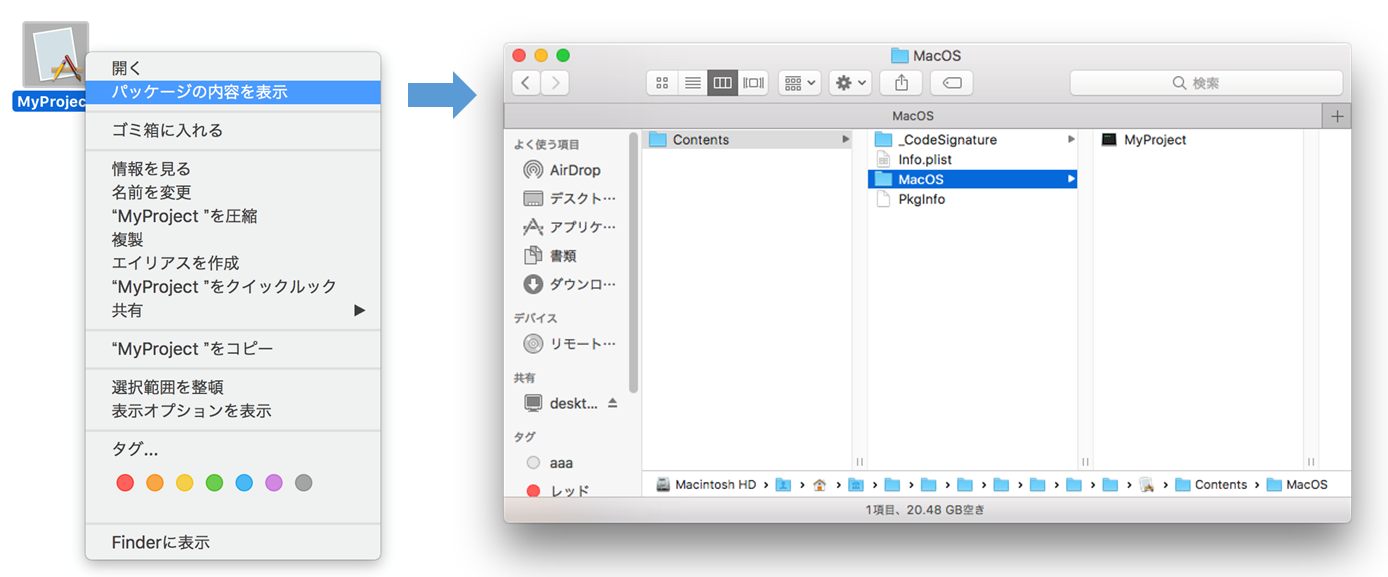 MyProjec
開く
パッケージの内容を表示
ゴミ箱に入れる
情報を見る
名前を変更
“MyProject ”を圧縮
複製
エイリアスを作成
“MyProject ”をクイックルック
共有
“MyProject ”をコピー
選択範囲を整頓
表示オプションを表示
タグ...
Finderに表示
MacOS
検索
MacOS
よく使う項目
AirDrop
デスクト…
アプリケ…
書類
ダウンロ…
デバイス
リモート…
共有
deskt...
タグ
aaa
レッド
Contents
_CodeSignature
Info.plist
MacOS
PkgInfo
MyProject
Macintosh HD › › › › › › › › › › › Contents › MacOS
1項目、20.48 GB空き